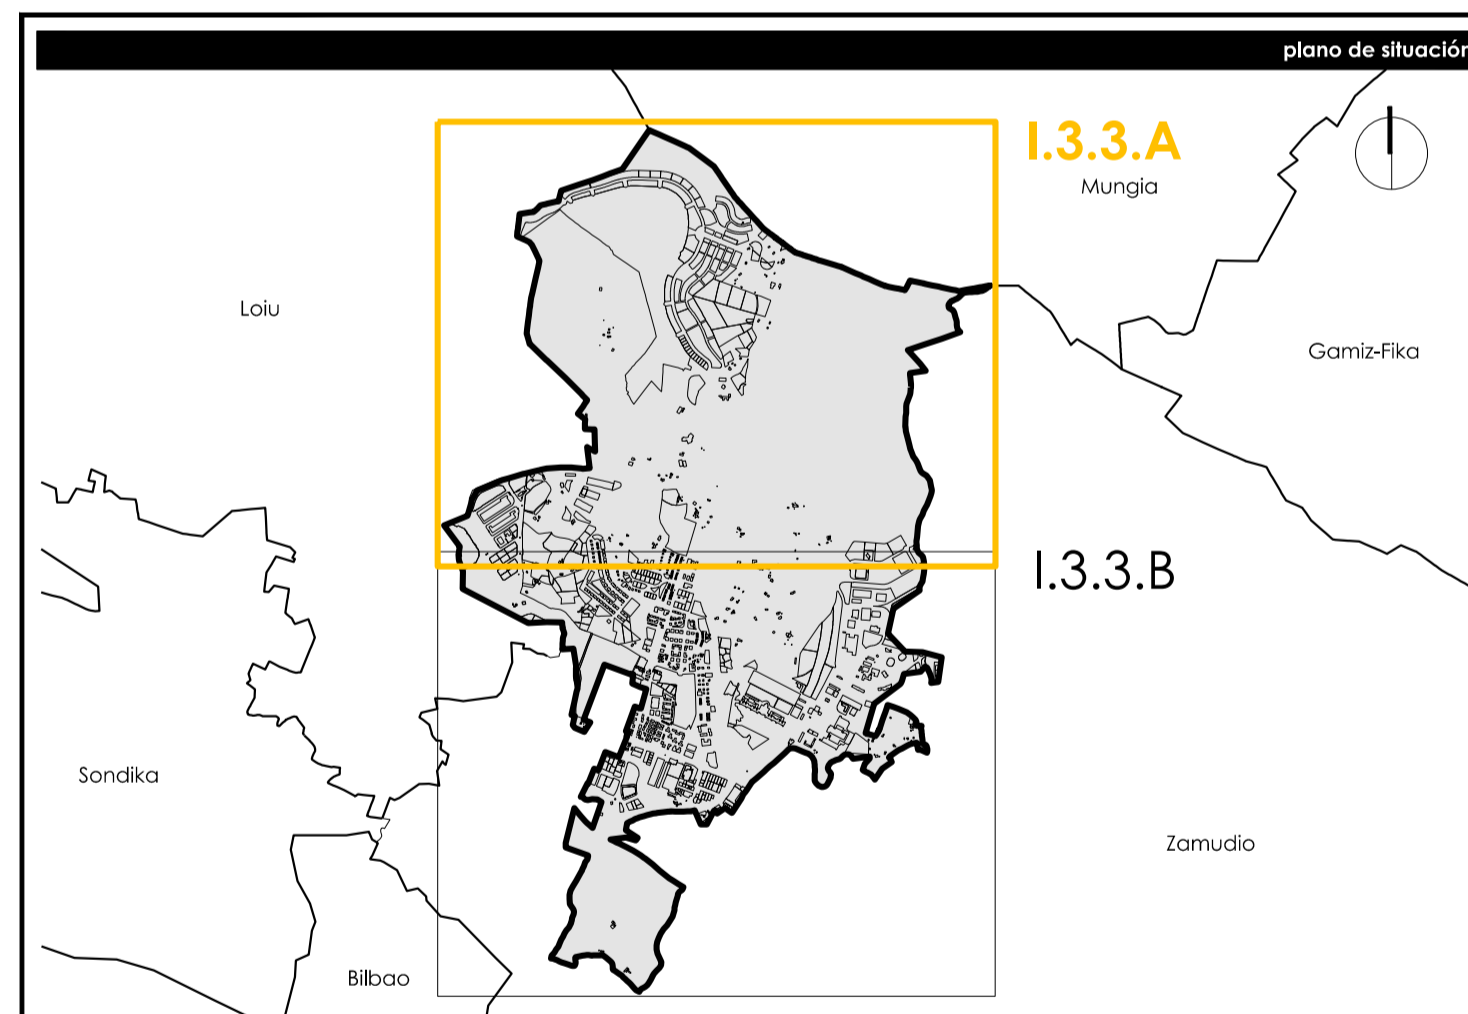 plano de situación
I.3.3.A
Mungia
Loiu
Gamiz-Fika
I.3.3.B
Sondika
Zamudio
Bilbao